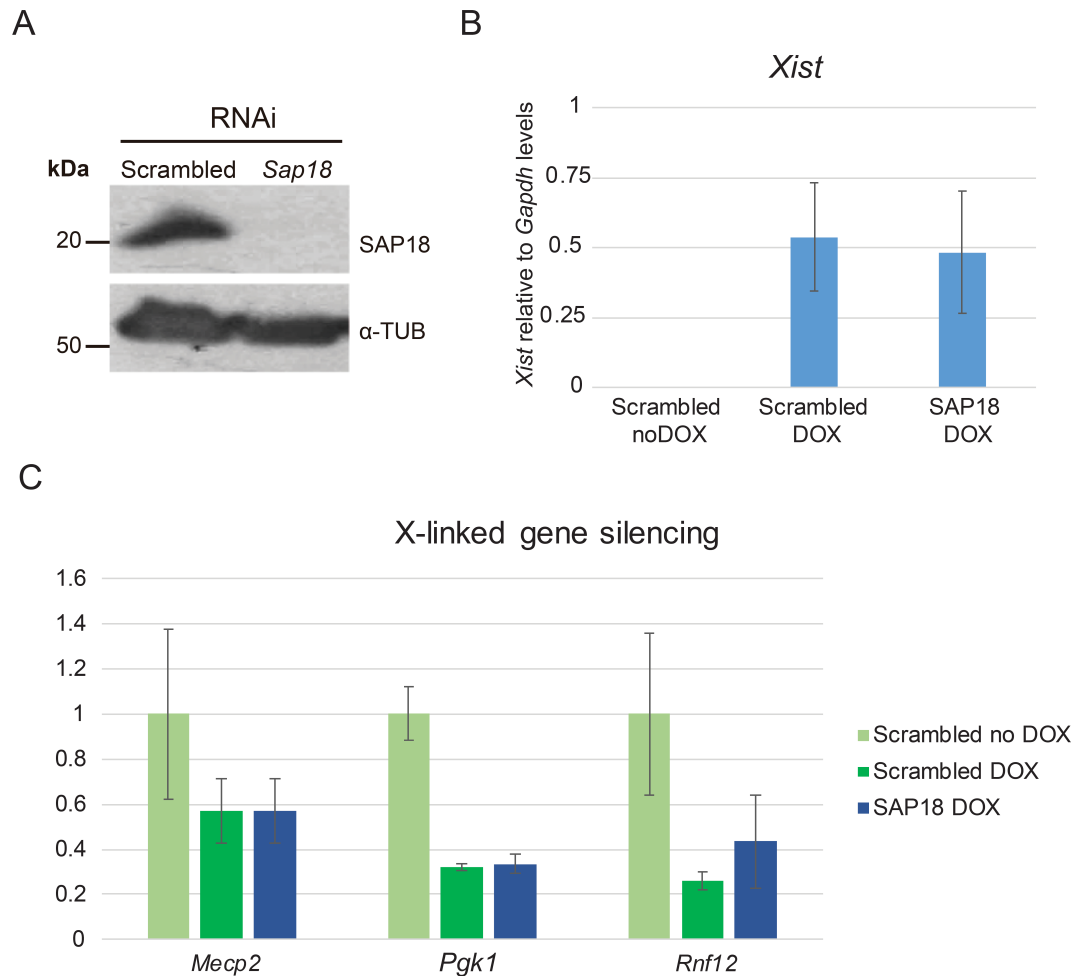 A
RNAi
kDa Scrambled Sap18
20 SAP18
50 α-TUB
B
Xist
Xist relative to Gapdh levels
1
0.75
0.5
0.25
0
Scrambled noDOX
Scrambled DOX
SAP18 DOX
C
X-linked gene silencing
1.6
1.4
1.2
1
0.8
0.6
0.4
0.2
0
Mecp2 Pgk1 Rnf12
Scrambled no DOX
Scrambled DOX
SAP18 DOX